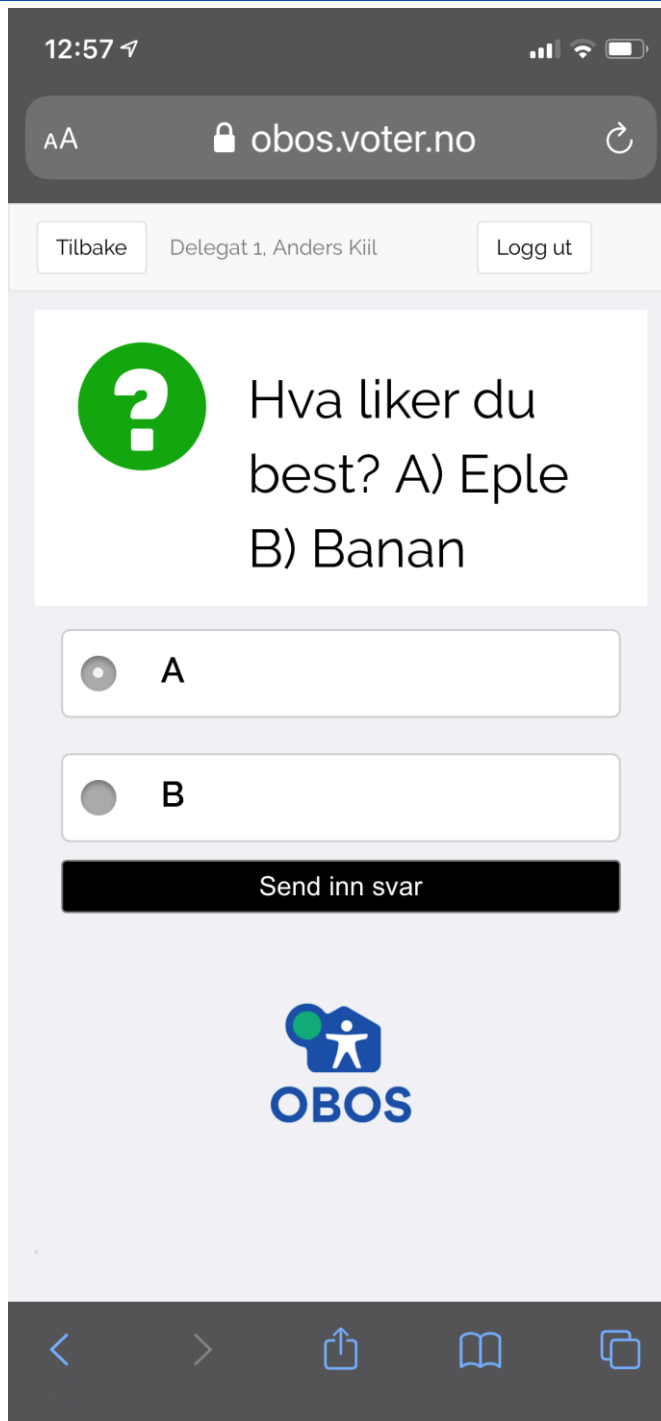 12:57
AA obos.voter.no
Tilbake Delegat 1, Anders Kiil Logg ut
?
Hva liker du
best? A) Eple
B) Banan
A
B
Send inn svar
OBOS